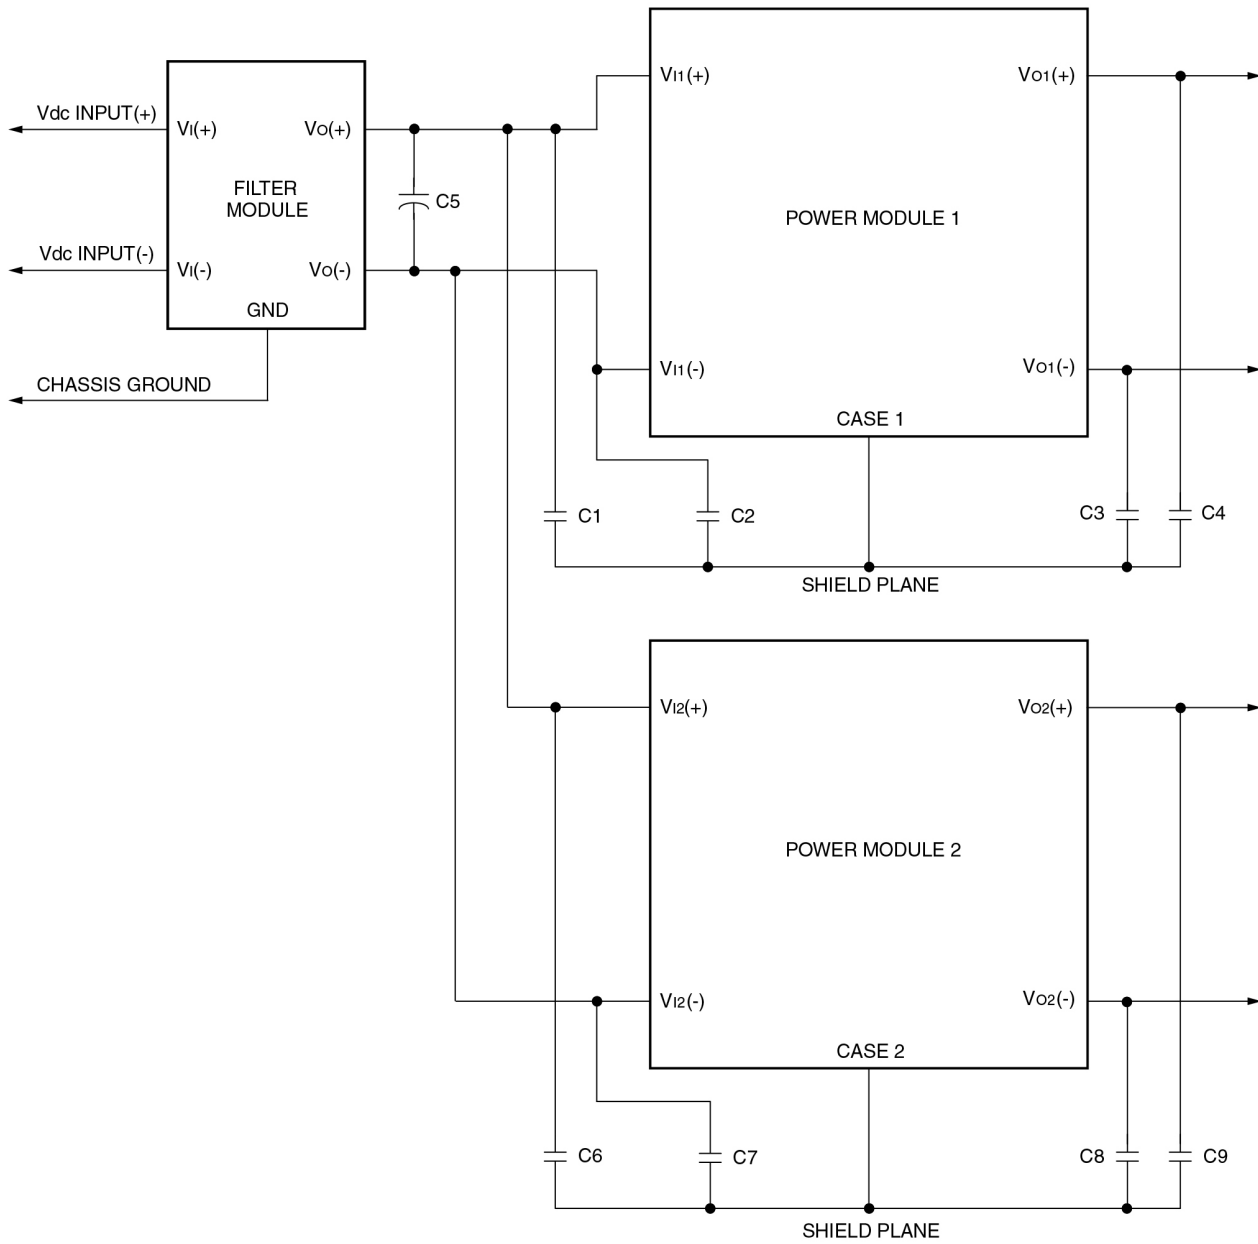 Vdc INPUT(+)
VI(+)
VO(+)
FILTER
MODULE
C5
Vdc INPUT(-)
VI(-)
VO(-)
GND
CHASSIS GROUND
VI1(+)
VO1(+)
POWER MODULE 1
VI1(-)
VO1(-)
CASE 1
C1
C2
C3
C4
SHIELD PLANE
VI2(+)
VO2(+)
POWER MODULE 2
VI2(-)
VO2(-)
CASE 2
C6
C7
C8
C9
SHIELD PLANE